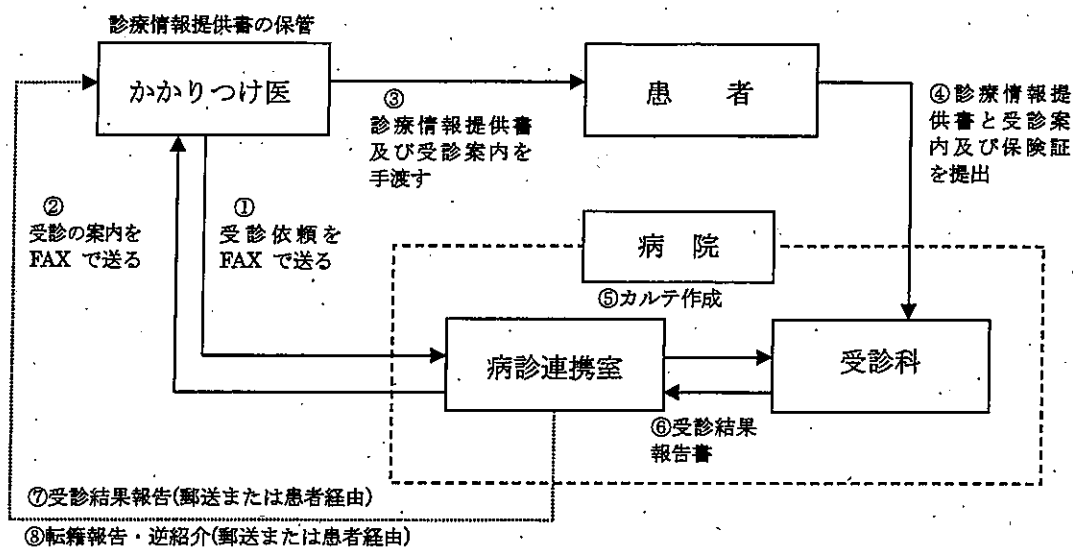 診療情報提供書の保管
かかりつけ医
患 者
③
診療情報提供書
及び受診案内を
手渡す
④診療情報提
供書と受診案
内及び保険証
を提出
②
受診の案内を
FAX で送る
①
受診依頼を
FAX で送る
病 院
⑤カルテ作成
病診連携室
受診科
⑥受診結果
報告書
⑦受診結果報告(郵送または患者経由)
⑧転籍報告・逆紹介(郵送または患者経由)